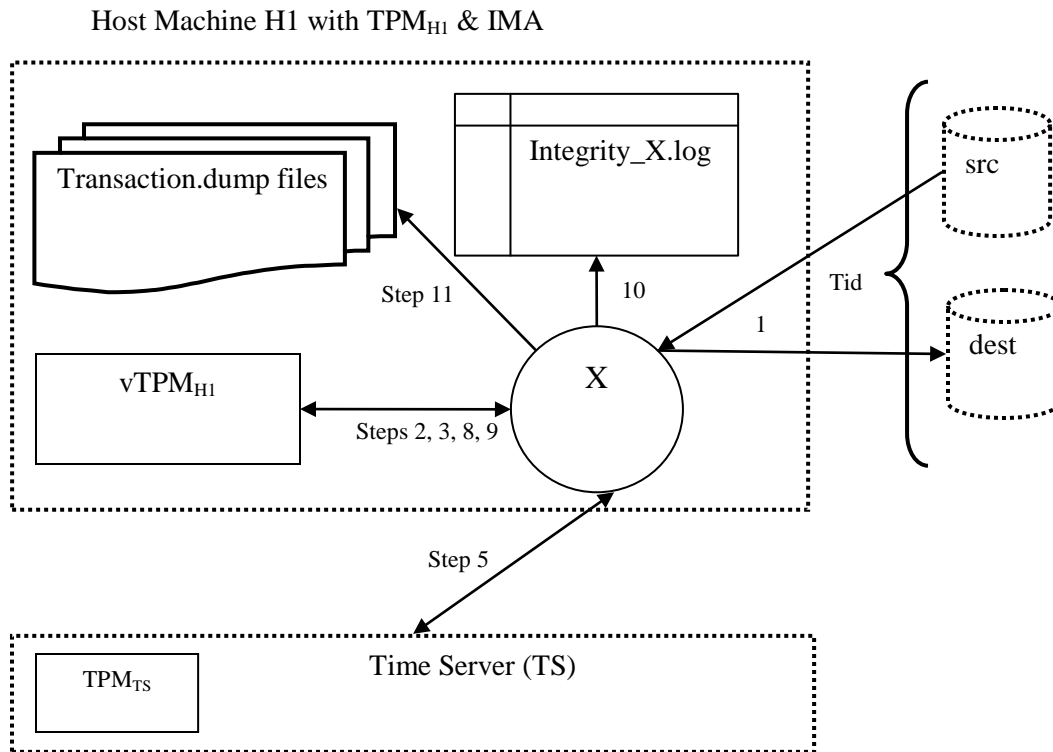 Host Machine H1 with TPMH1 & IMA
Transaction.dump files
Integrity_X.log
src
Tid
Step 11
10
1
dest
vTPMH1
X
Steps 2, 3, 8, 9
Step 5
Time Server (TS)
TPMTS